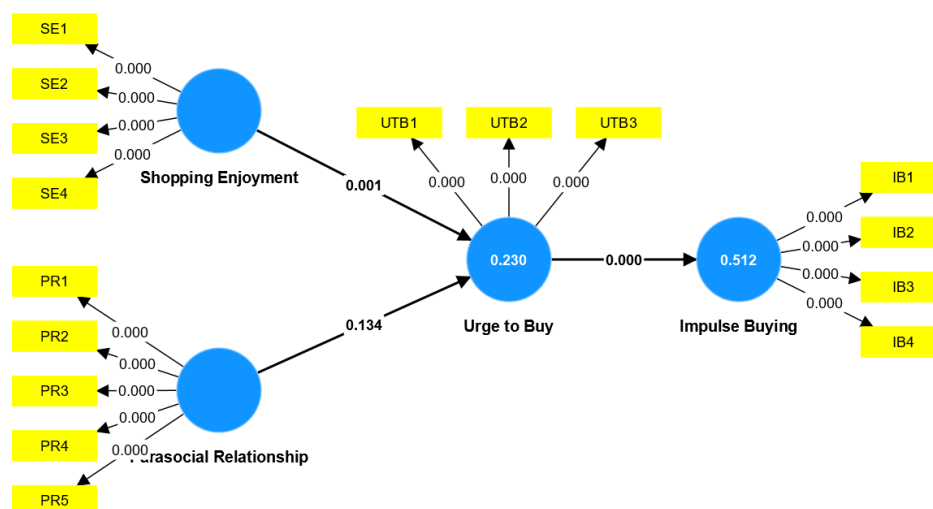 SE1
0.000
SE2
0.000
SE3
0.000
SE4
0.000
Shopping Enjoyment
0.001
UTB1
UTB2
UTB3
0.000
0.000
0.000
0.230
Urge to Buy
0.000
0.512
Impulse Buying
IB1
0.000
IB2
0.000
IB3
0.000
IB4
0.000
PR1
0.000
PR2
0.000
PR3
0.000
PR4
0.000
PR5
0.000
Parasocial Relationship
0.134